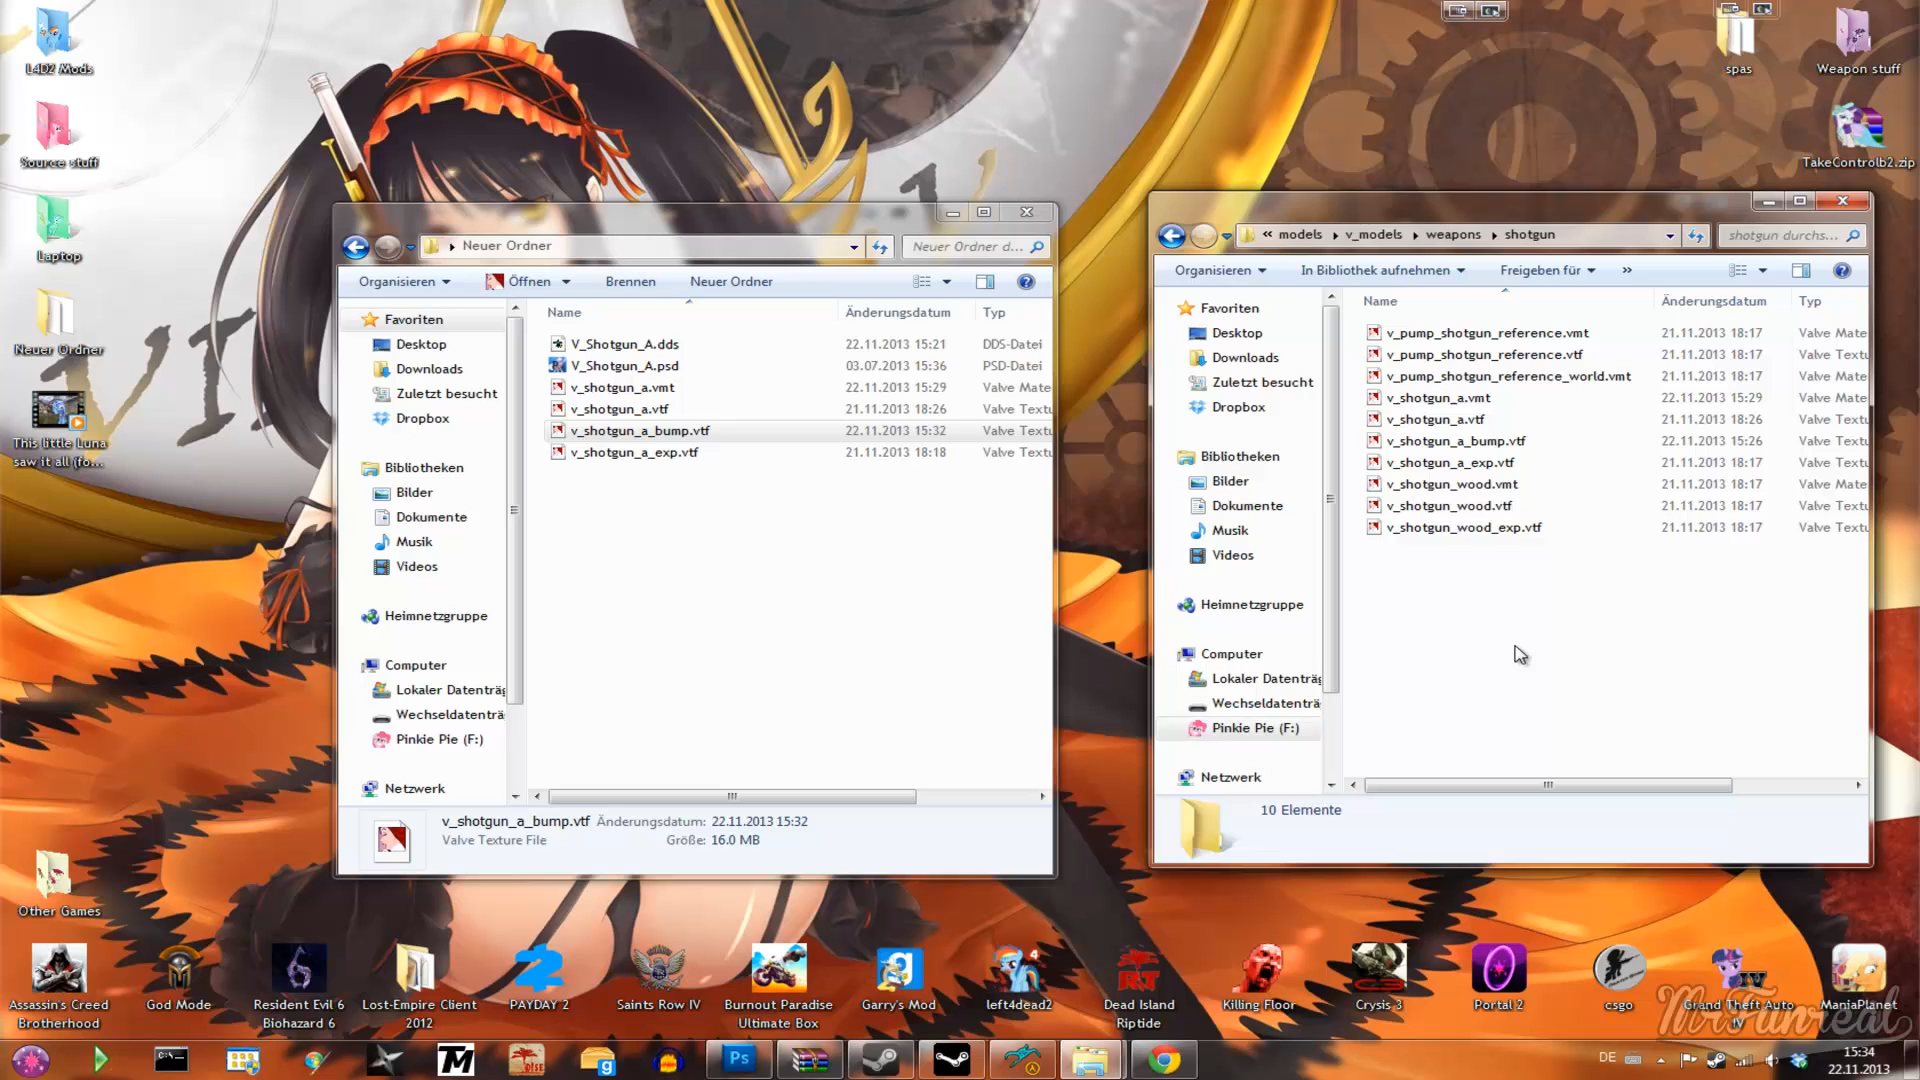 L4D2 Mods
Source stuff
Laptop
Neuer Ordner
This little Luna
saw it all (fo...
Other Games
spas
Weapon stuff
TakeControlb2.zip
Neuer Ordner
Neuer Ordner d...
Organisieren
Öffnen
Brennen
Neuer Ordner
Name
Änderungsdatum
Typ
Favoriten
Desktop
Downloads
Zuletzt besucht
Dropbox
Bibliotheken
Bilder
Dokumente
Musik
Videos
Heimnetzgruppe
Computer
Lokaler Datenträg
Wechseldatenträ
Pinkie Pie (F:)
Netzwerk
V_Shotgun_A.dds 22.11.2013 15:21 DDS-Datei
V_Shotgun_A.psd 03.07.2013 15:36 PSD-Datei
v_shotgun_a.vmt 22.11.2013 15:29 Valve Mate
v_shotgun_a.vtf 21.11.2013 18:26 Valve Textu
v_shotgun_a_bump.vtf 22.11.2013 15:32 Valve Textu
v_shotgun_a_exp.vtf 21.11.2013 18:18 Valve Textu
v_shotgun_a_bump.vtf Änderungsdatum: 22.11.2013 15:32
Valve Texture File Größe: 16.0 MB
« models v_models weapons shotgun
shotgun durchs...
Organisieren
In Bibliothek aufnehmen
Freigeben für
»
Name
Änderungsdatum
Typ
Favoriten
Desktop
Downloads
Zuletzt besucht
Dropbox
Bibliotheken
Bilder
Dokumente
Musik
Videos
Heimnetzgruppe
Computer
Lokaler Datenträg
Wechseldatenträ
Pinkie Pie (F:)
Netzwerk
v_pump_shotgun_reference.vmt 21.11.2013 18:17 Valve Mate
v_pump_shotgun_reference.vtf 21.11.2013 18:17 Valve Textu
v_pump_shotgun_reference_world.vmt 21.11.2013 18:17 Valve Mate
v_shotgun_a.vmt 22.11.2013 15:29 Valve Mate
v_shotgun_a.vtf 21.11.2013 18:26 Valve Textu
v_shotgun_a_bump.vtf 22.11.2013 15:26 Valve Textu
v_shotgun_a_exp.vtf 21.11.2013 18:17 Valve Textu
v_shotgun_wood.vmt 21.11.2013 18:17 Valve Mate
v_shotgun_wood.vtf 21.11.2013 18:17 Valve Textu
v_shotgun_wood_exp.vtf 21.11.2013 18:17 Valve Textu
10 Elemente
Assassin's Creed
Brotherhood
God Mode
Resident Evil 6
Biohazard 6
Lost-Empire Client
2012
PAYDAY 2
Saints Row IV
Burnout Paradise
Ultimate Box
Garry's Mod
left4dead2
Dead Island
Riptide
Killing Floor
Crysis 3
Portal 2
csgo
Grand Theft Auto
IV
ManiaPlanet
MrFunreal
C:\
TM
Ps
DE
15:34
22.11.2013